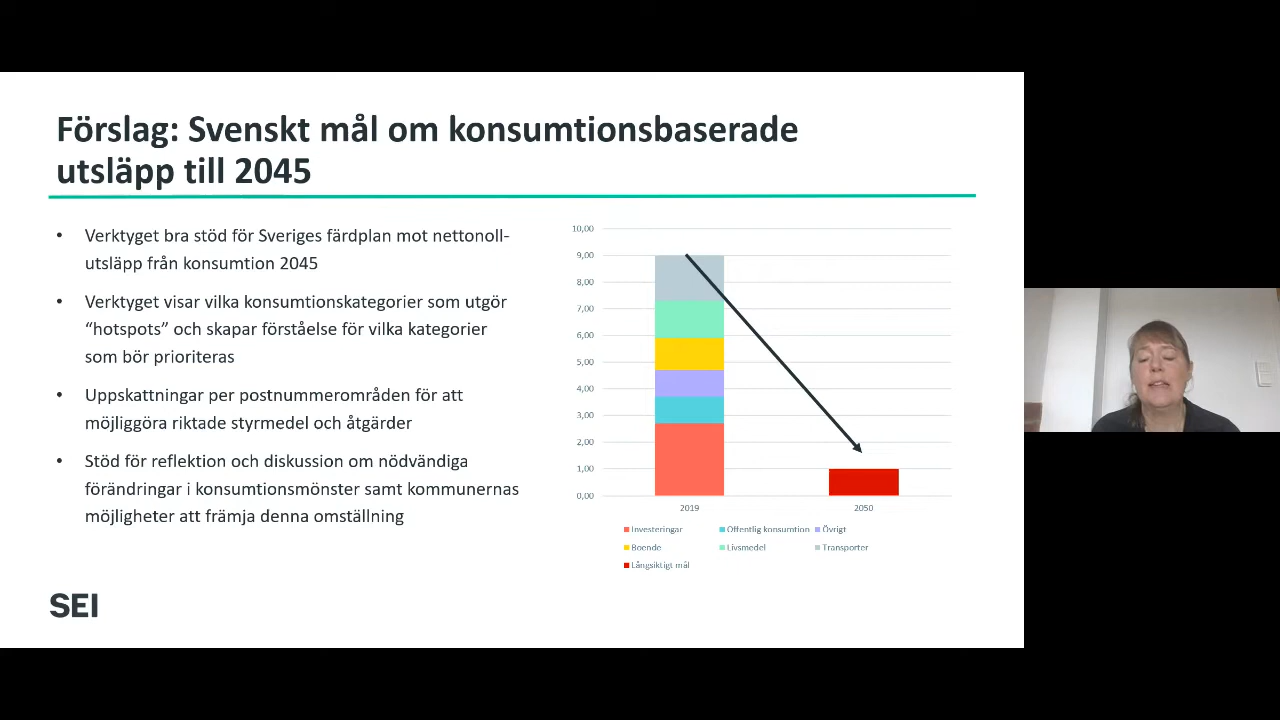 Förslag: Svenskt mål om konsumtionsbaserade
utsläpp till 2045
• Verktyget bra stöd för Sveriges färdplan mot nettonoll-
utsläpp från konsumtion 2045
• Verktyget visar vilka konsumtionskategorier som utgör
“hotspots” och skapar förståelse för vilka kategorier
som bör prioriteras
• Uppskattningar per postnummerområden för att
möjliggöra riktade styrmedel och åtgärder
• Stöd för reflektion och diskussion om nödvändiga
förändringar i konsumtionsmönster samt kommunernas
möjligheter att främja denna omställning
10,00
9,00
8,00
7,00
6,00
5,00
4,00
3,00
2,00
1,00
0,00
2019 2050
Investeringar Offentlig konsumtion Övrigt
Boende Livsmedel Transporter
Långsiktigt mål
SEI